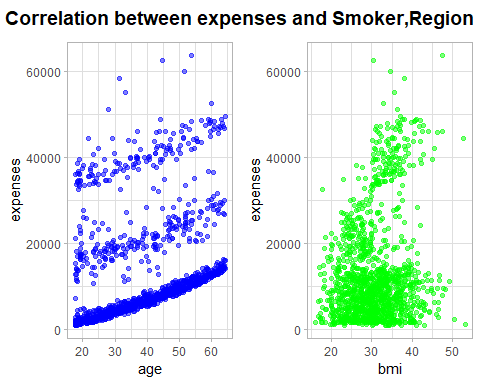 Correlation between expenses and Smoker,Region
60000
40000
20000
0
expenses
20 30 40 50 60
age
60000
40000
20000
0
expenses
20 30 40 50
bmi